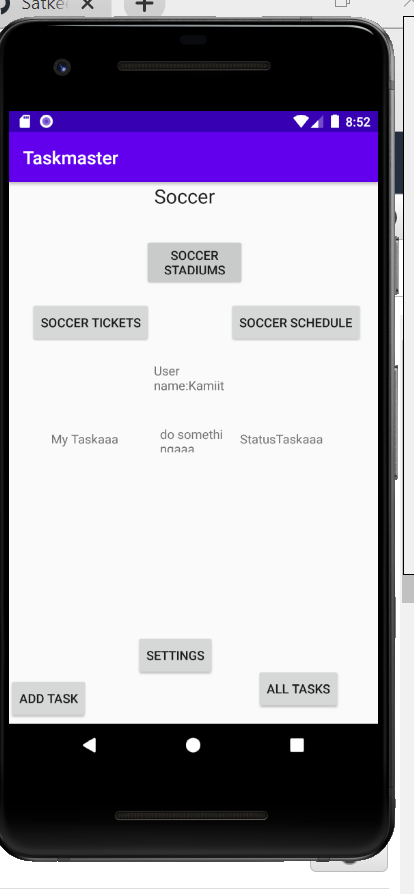 Satke
8:52
Taskmaster
Soccer
SOCCER
STADIUMS
SOCCER TICKETS
SOCCER SCHEDULE
User
name:Kamiit
My Taskaaa
do somethi
ngaaa
StatusTaskaaa
SETTINGS
ALL TASKS
ADD TASK